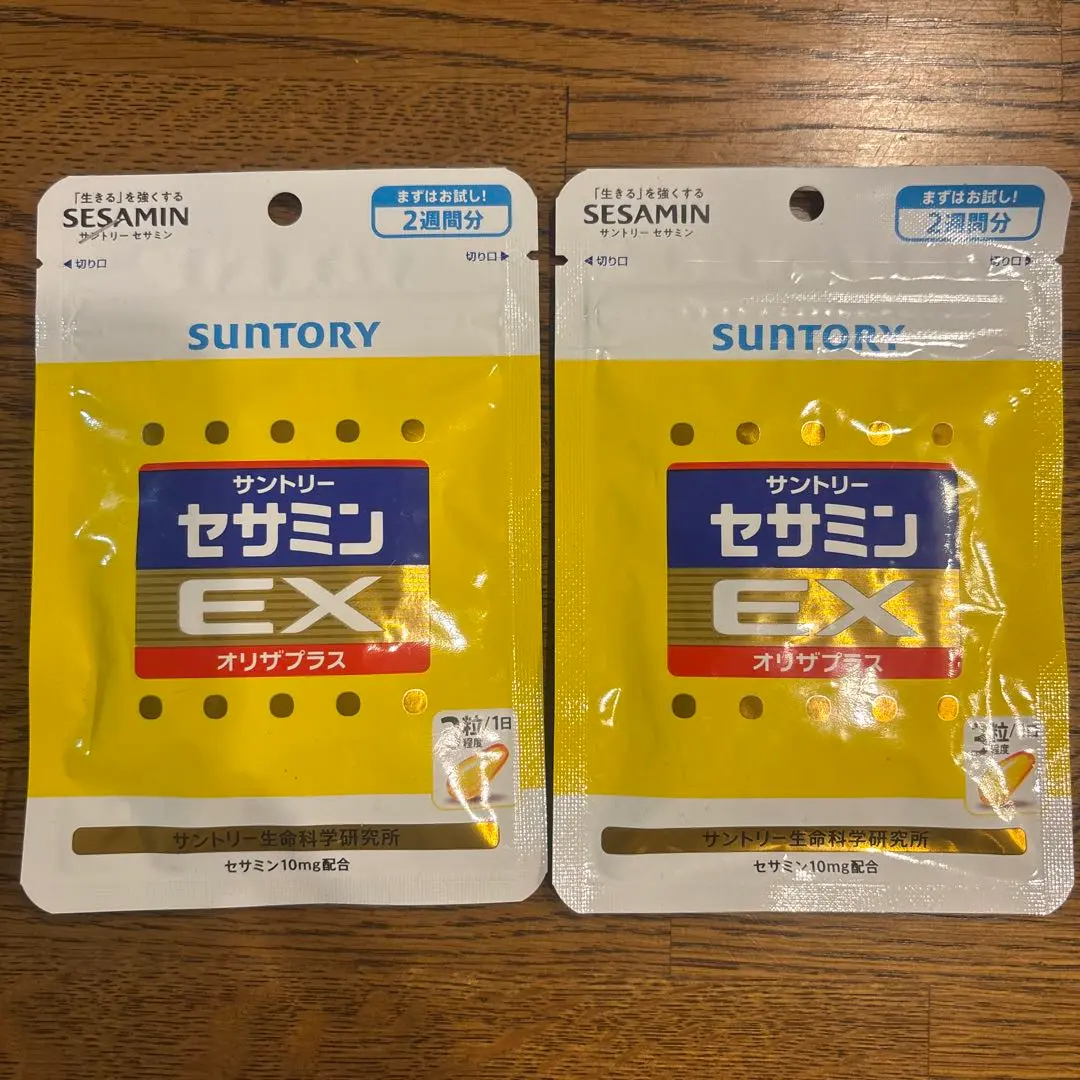 「生きる」を強くする
SESAMIN
サントリー セサミン
まずはお試し!
2週間分
◀切り口
切り口▶
SUNTORY
サントリー
セサミン
EX
オリザプラス
粒/1日
程度
サントリー生命科学研究所
セサミン10mg配合
「生きる」を強くする
SESAMIN
サントリー セサミン
まずはお試し!
2週間分
◀切り口
切り口▶
SUNTORY
サントリー
セサミン
EX
オリザプラス
粒/1日
程度
サントリー生命科学研究所
セサミン10mg配合